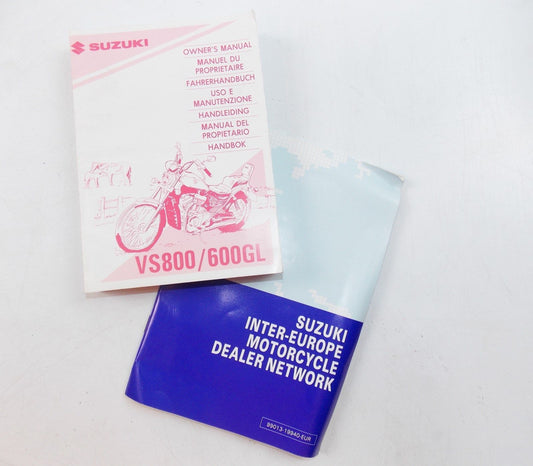 SUZUKI
OWNER'S MANUAL
MANUEL DU
PROPRIETAIRE
FAHRERHANDBUCH
USO E
MANUTENZIONE
HANDLEIDING
MANUAL DEL
PROPIETARIO
HANDBOK
VS800/600GL
SUZUKI
INTER-EUROPE
MOTORCYCLE
DEALER NETWORK
99013-19940-EUR